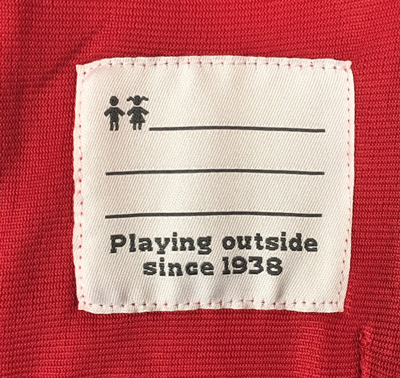 Playing outside
since 1938